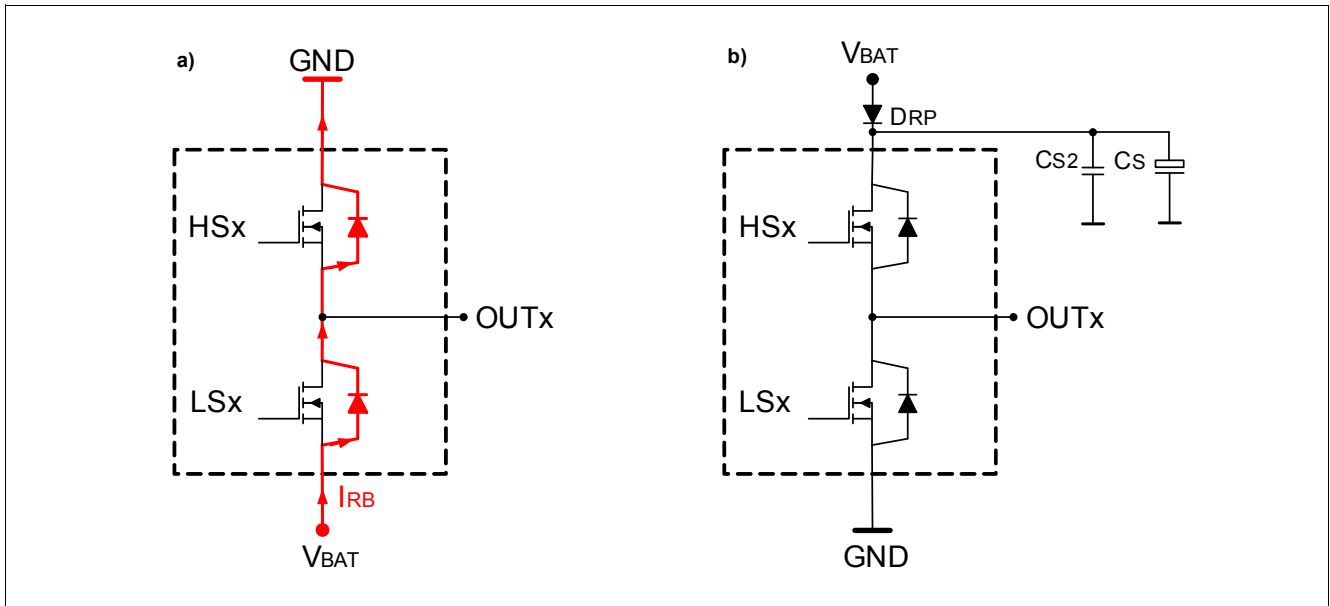 a)
GND
HSx
OUTx
LSx
IRB
VBAT
b)
VBAT
DRP
CS2
CS
HSx
OUTx
LSx
GND